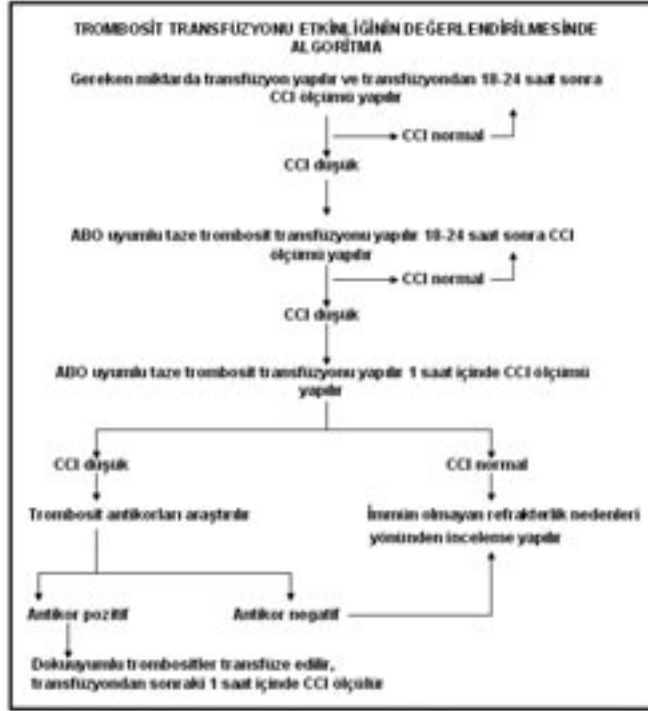 TROMBOSİT TRANSFÜZYONU ETKİNLİĞİNİN DEĞERLENDİRİLMESİNDE
ALGORİTMA
Gereken miktarda transfüzyon yapılır ve transfüzyondan 18-24 saat sonra
CCI ölçümü yapılır
CCI normal
CCI düşük
ABO uyumlu taze trombosit transfüzyonu yapılır 18-24 saat sonra CCI
ölçümü yapılır
CCI normal
CCI düşük
ABO uyumlu taze trombosit transfüzyonu yapılır 1 saat içinde CCI ölçümü
yapılır
CCI düşük
CCI normal
Trombosit antikorları araştırılır
İmmün olmayan refrakterlik nedenleri
yönünden inceleme yapılır
Antikor pozitif
Antikor negatif
Doku uyumlu trombositler transfüze edilir,
transfüzyondan sonraki 1 saat içinde CCI ölçülür